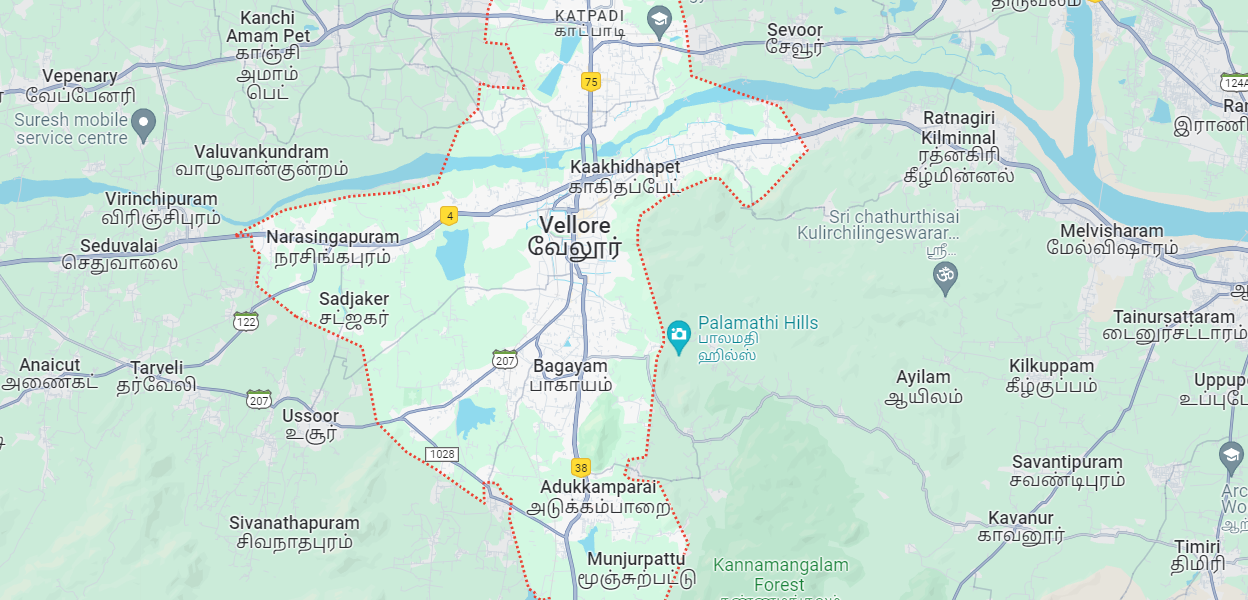 KATPADI
காட்பாடி
Kanchi
Amam Pet
காஞ்சி
அமாம்
பெட்
Sevoor
சேவூர்
Vepenary
வேப்பேனரி
75
124A
Suresh mobile
service centre
Ratnagiri
Kilminnal
ரத்னகிரி
கீழ்மின்னல்
Valuvankundram
வாழுவான்குன்றம்
Kaakhidhapet
காகிதப்பேட்
Virinchipuram
விரிஞ்சிபுரம்
4
Vellore
வேலூர்
Sri chathurthisai
Kulirchilingeswarar...
ஸ்ரீ...
Narasingapuram
நரசிங்கபுரம்
Seduvalai
செதுவாலை
Melvisharam
மேல்விஷாரம்
Sadjaker
சட்ஜகர்
122
Palamathi Hills
பாலமதி
ஹில்ஸ்
Tainursattaram
டைனூர்சட்டாரம்
Anaicut
அணைகட்
Tarveli
தர்வேலி
207
Bagayam
பாகாயம்
Kilkuppam
கீழ்குப்பம்
Ayilam
ஆயிலம்
207
Ussoor
உசூர்
1028
38
Savantipuram
சவண்டிபுரம்
Adukkamparai
அடுக்கம்பாறை
Sivanathapuram
சிவநாதபுரம்
Kavanur
காவனூர்
Timiri
திமிரி
Munjurpattu
மூஞ்சுற்பட்டு
Kannamangalam
Forest